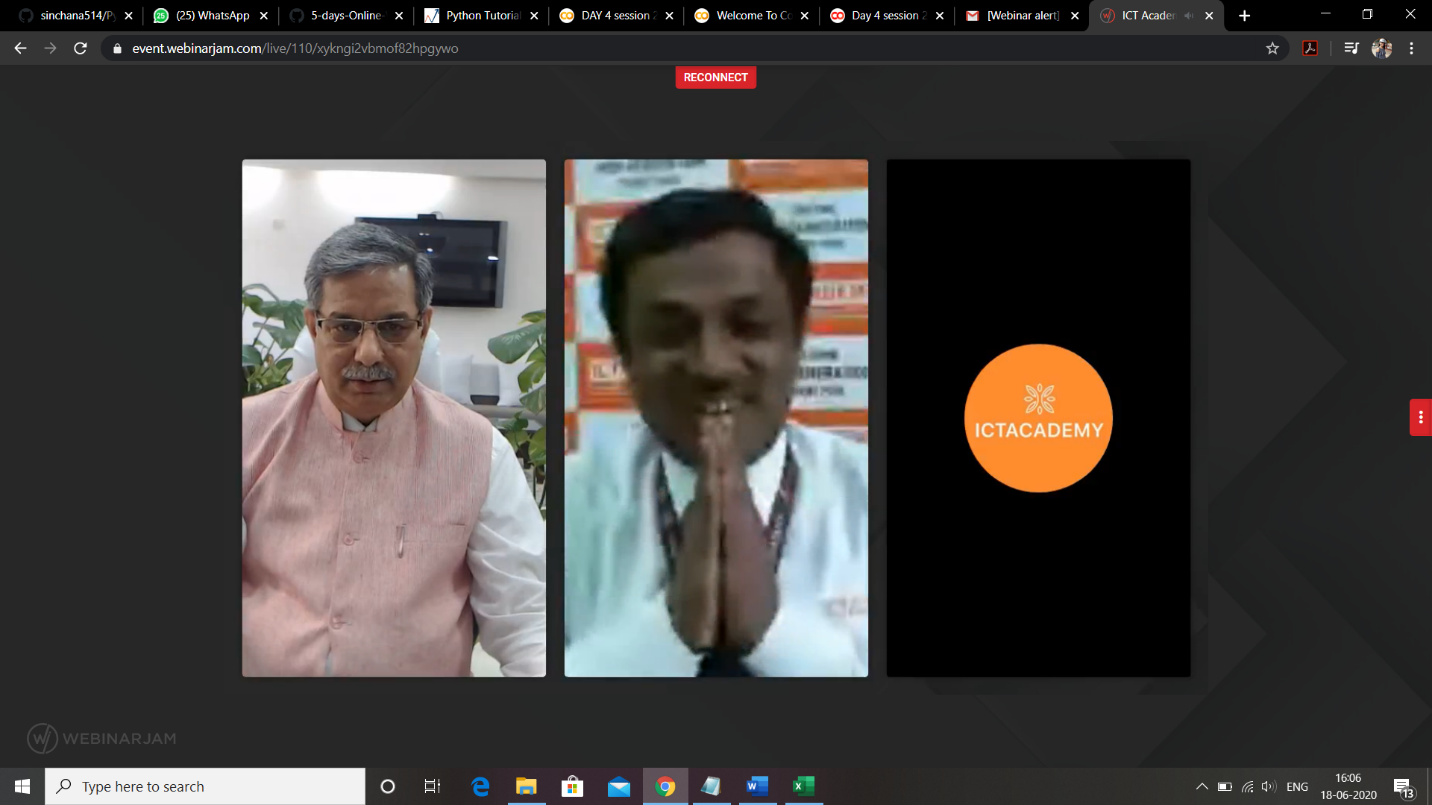 sinchana514/Py
(25) WhatsApp
5-days-Online-
Python Tutorial
DAY 4 session 2
Welcome To Co
Day 4 session 2
[Webinar alert]
ICT Academ
event.webinarjam.com/live/110/xykngi2vbmof82hpgywo
RECONNECT
ICTACADEMY
WEBINARJAM
Type here to search
ENG
16:06
18-06-2020
13